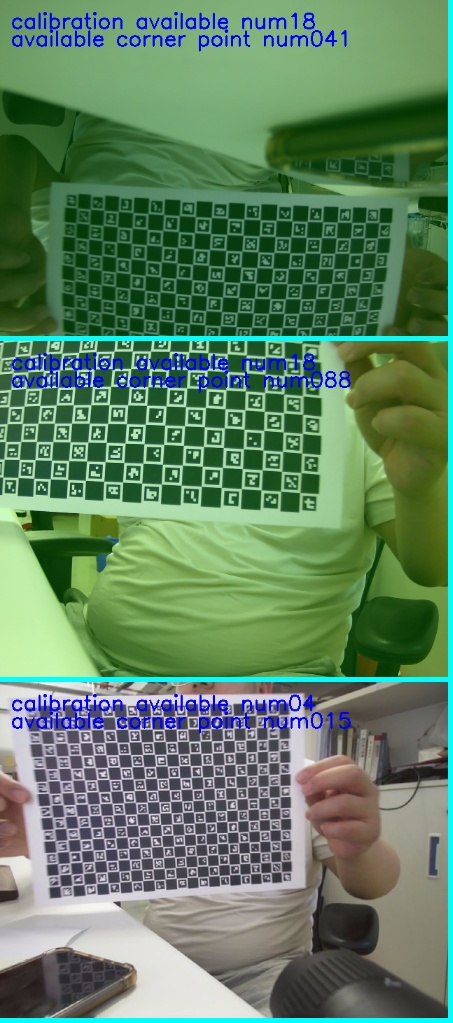 calibration available num18
available corner point num041
calibration available num18
available corner point num088
calibration available num04
available corner point num015